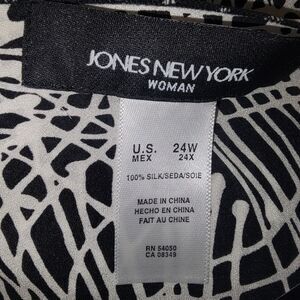 JONES NEW YORK
WOMAN
U.S. 24W
MEX 24X
100% SILK/SEDA/SOIE
MADE IN CHINA
HECHO EN CHINA
FAIT AU CHINE
RN 54050
CA 08349